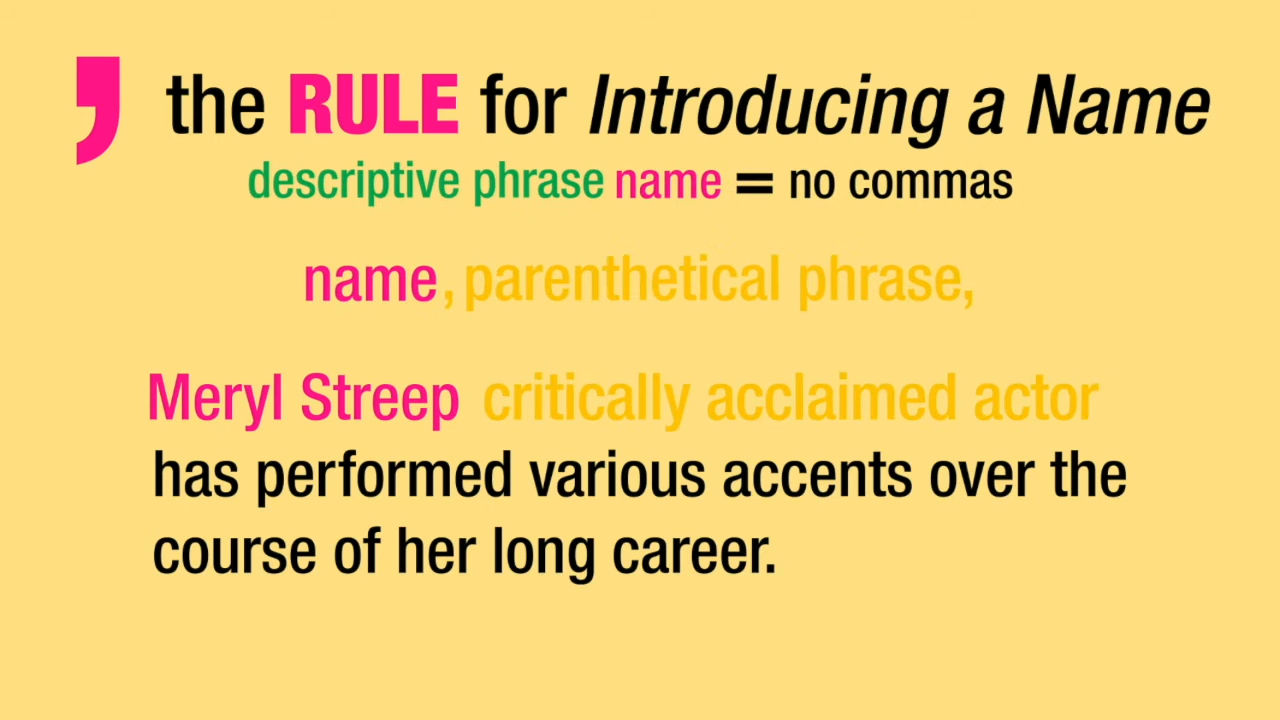 , the RULE for Introducing a Name
descriptive phrase name = no commas
name, parenthetical phrase,
Meryl Streep critically acclaimed actor
has performed various accents over the
course of her long career.